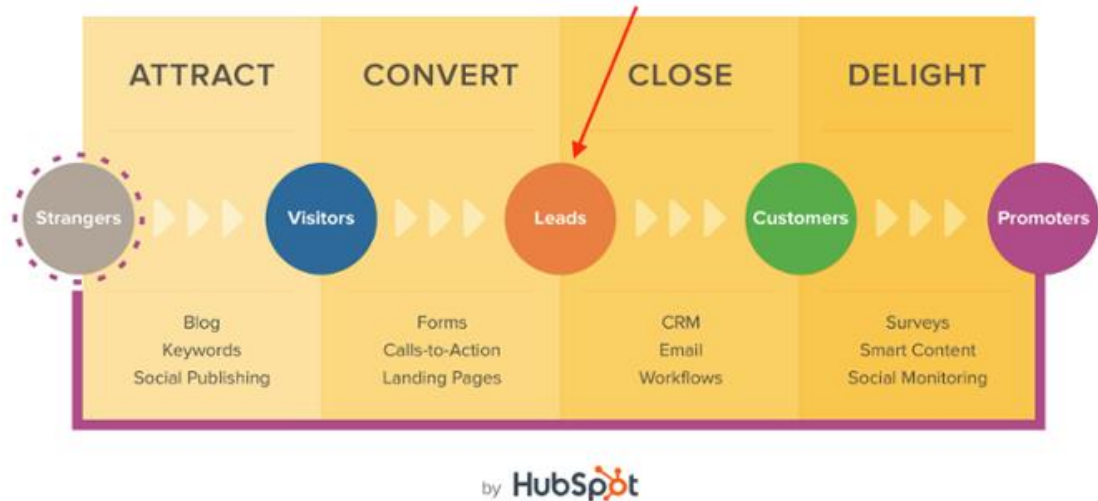 ATTRACT CONVERT CLOSE DELIGHT
Strangers Visitors Leads Customers Promoters
Blog Forms CRM Surveys
Keywords Calls-to-Action Email Smart Content
Social Publishing Landing Pages Workflows Social Monitoring
by HubSpot